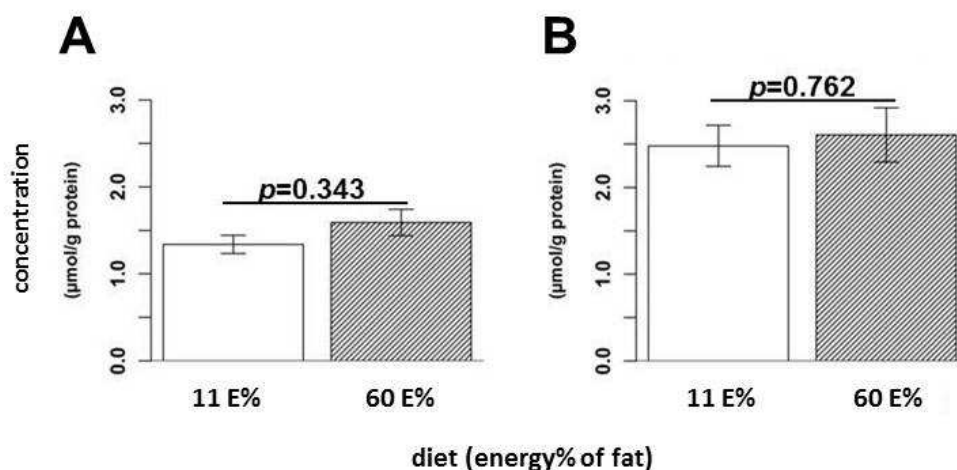 A
B
concentration
(µmol/g protein)
3.0
2.0
1.0
0.0
p=0.343
11 E%
60 E%
(µmol/g protein)
3.0
2.0
1.0
0.0
p=0.762
11 E%
60 E%
diet (energy% of fat)